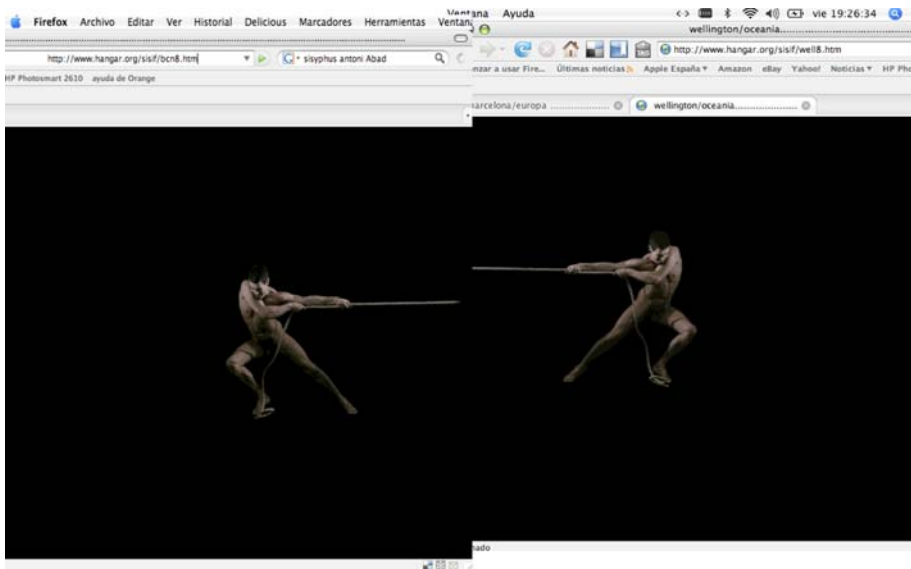 Firefox Archivo Editar Ver Historial Delicious Marcadores Herramientas Ventana
http://www.hangar.org/sisif/bcn8.htm
sisyphus antoni Abad
HP Photosmart 2610 ayuda de Orange
Ventana Ayuda
vie 19:26:34
wellington/oceania
http://www.hangar.org/sisif/well8.htm
nzar a usar Fire... Últimas noticias Apple España Amazon eBay Yahoo! Noticias HP Pho
arcelona/europa
wellington/oceania
nado